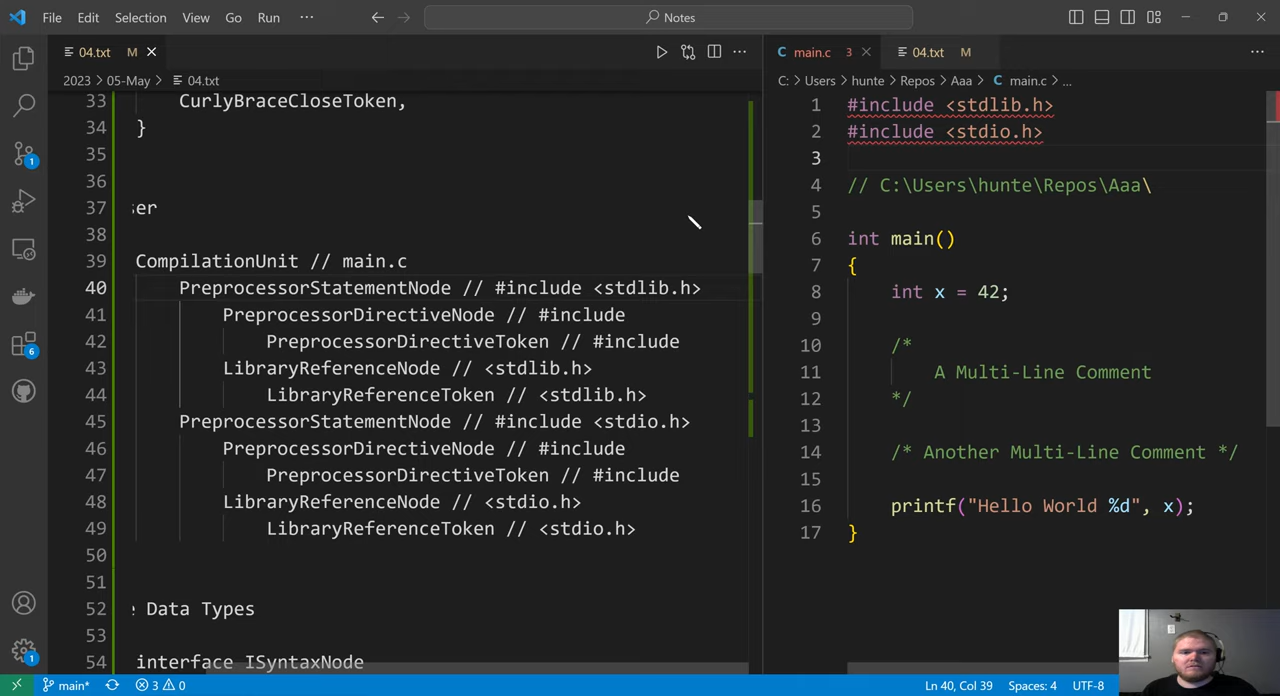 File Edit Selection View Go Run ··· Notes
04.txt M
2023 > 05-May > 04.txt
33 CurlyBraceCloseToken,
34 }
35
36
37 ser
38
39 CompilationUnit // main.c
40 PreprocessorStatementNode // #include <stdlib.h>
41 PreprocessorDirectiveNode // #include
42 PreprocessorDirectiveToken // #include
43 LibraryReferenceNode // <stdlib.h>
44 LibraryReferenceToken // <stdlib.h>
45 PreprocessorStatementNode // #include <stdio.h>
46 PreprocessorDirectiveNode // #include
47 PreprocessorDirectiveToken // #include
48 LibraryReferenceNode // <stdio.h>
49 LibraryReferenceToken // <stdio.h>
50
51
52 e Data Types
53
54 interface ISyntaxNode
C main.c 3 04.txt M
C: > Users > hunte > Repos > Aaa > C main.c > ...
1 #include <stdlib.h>
2 #include <stdio.h>
3
4 // C:\Users\hunte\Repos\Aaa\
5
6 int main()
7 {
8 int x = 42;
9
10 /*
11 A Multi-Line Comment
12 */
13
14 /* Another Multi-Line Comment */
15
16 printf("Hello World %d", x);
17 }
1
6
1
main* 3 0 Ln 40, Col 39 Spaces: 4 UTF-8